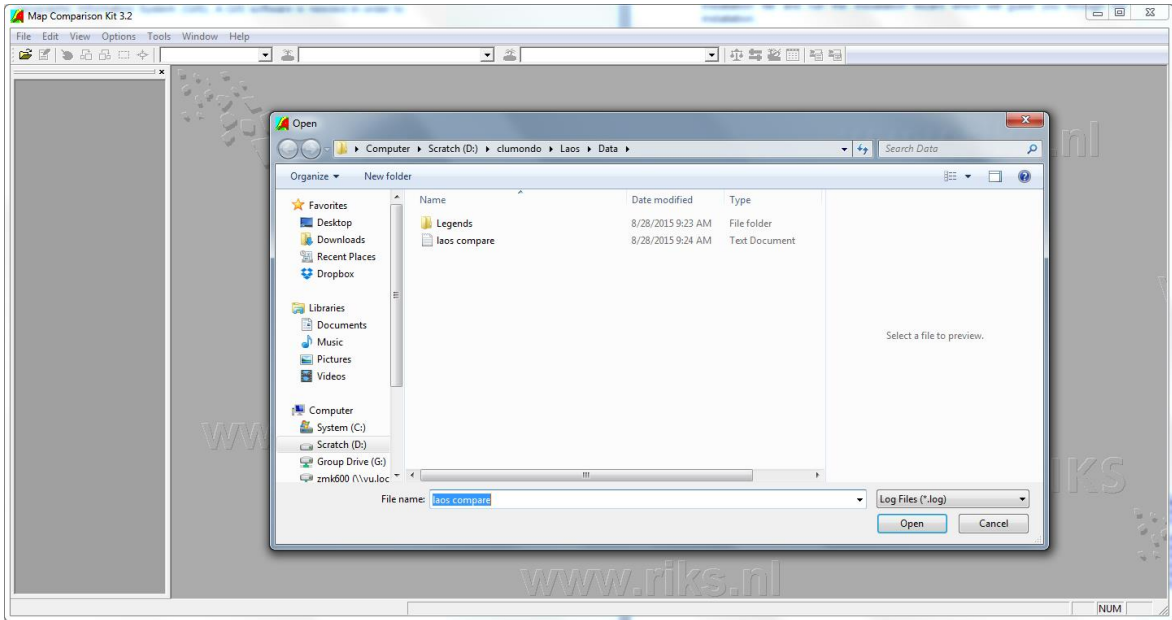 Map Comparison Kit 3.2
File Edit View Options Tools Window Help
Open
Computer Scratch (D:) clumondo Laos Data
Search Data
Organize New folder
Name Date modified Type
Favorites
Desktop
Downloads
Recent Places
Dropbox
Libraries
Documents
Music
Pictures
Videos
Computer
System (C:)
Scratch (D:)
Group Drive (G:)
zmk600 (\\vu.loc
Legends 8/28/2015 9:23 AM File folder
laos compare 8/28/2015 9:24 AM Text Document
Select a file to preview.
File name: laos compare
Log Files (*.log)
Open Cancel
.nl
WW
RIKS
www.riks.nl
NUM